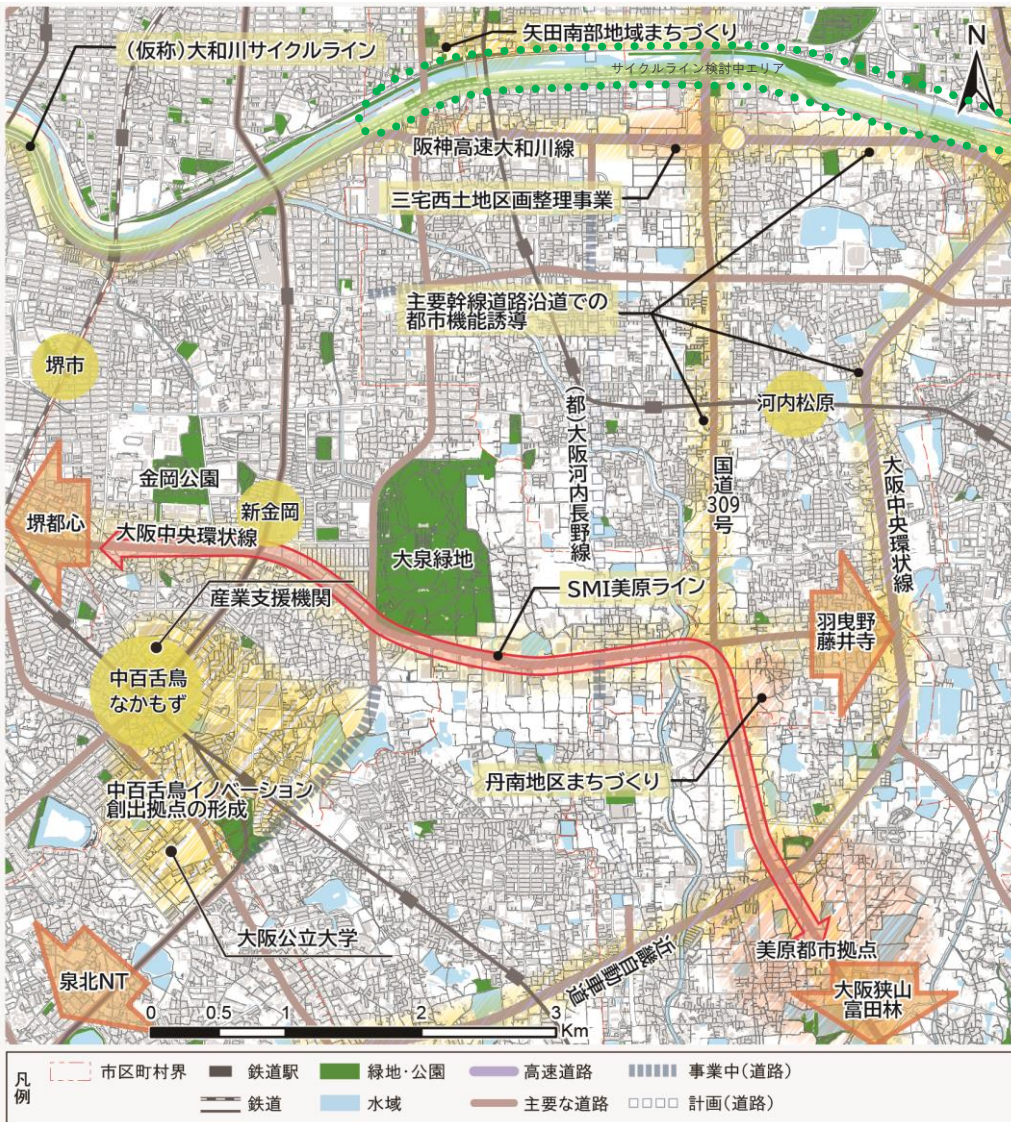 (仮称)大和川サイクルライン
矢田南部地域まちづくり
N
サイクルライン検討中エリア
阪神高速大和川線
三宅西土地区画整理事業
主要幹線道路沿道での
都市機能誘導
堺市
河内松原
(都)大阪河内長野線
国道309号
大阪中央環状線
金岡公園
新金岡
堺都心
大阪中央環状線
大泉緑地
産業支援機関
SMI美原ライン
羽曳野
藤井寺
中百舌鳥
なかもず
丹南地区まちづくり
中百舌鳥イノベーション
創出拠点の形成
大阪公立大学
近畿自動車道
美原都市拠点
泉北NT
大阪狭山
富田林
0 0.5 1 2 3
Km
凡例
市区町村界 鉄道駅 緑地・公園 高速道路 事業中(道路)
鉄道 水域 主要な道路 計画(道路)